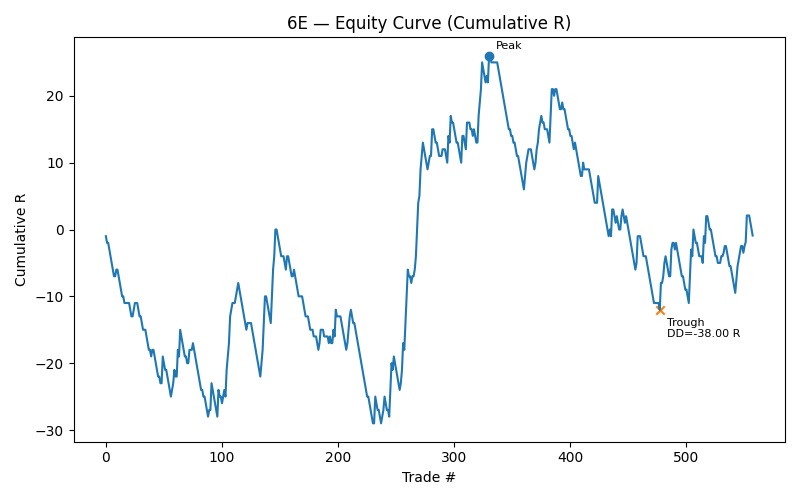 6E — Equity Curve (Cumulative R)
Peak
20
10
0
−10
−20
−30
Cumulative R
Trough
DD=-38.00 R
0
100
200
300
400
500
Trade #